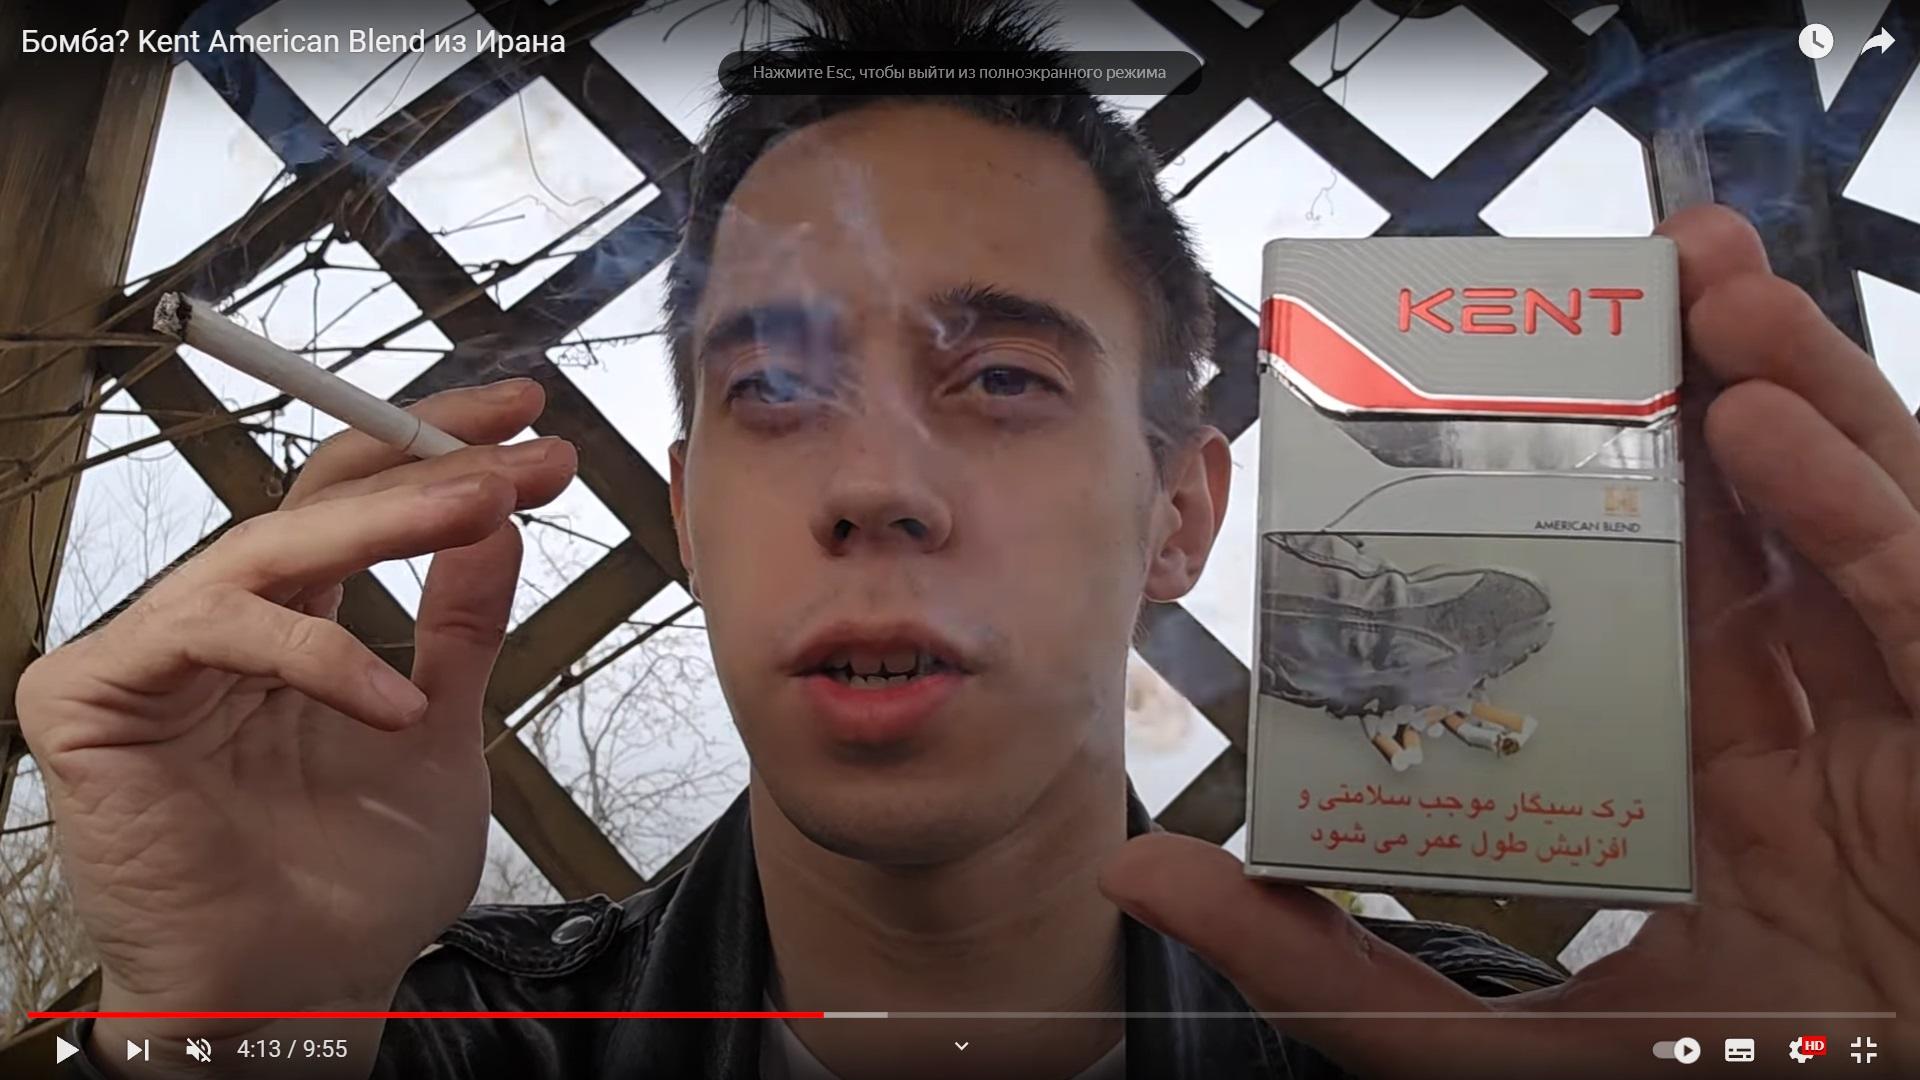 Бомба? Kent American Blend из Ирана
Нажмите Esc, чтобы выйти из полноэкранного режима
KENT
AMERICAN BLEND
ترک سیگار موجب سلامتی و
افزایش طول عمر می شود
4:13 / 9:55
HD